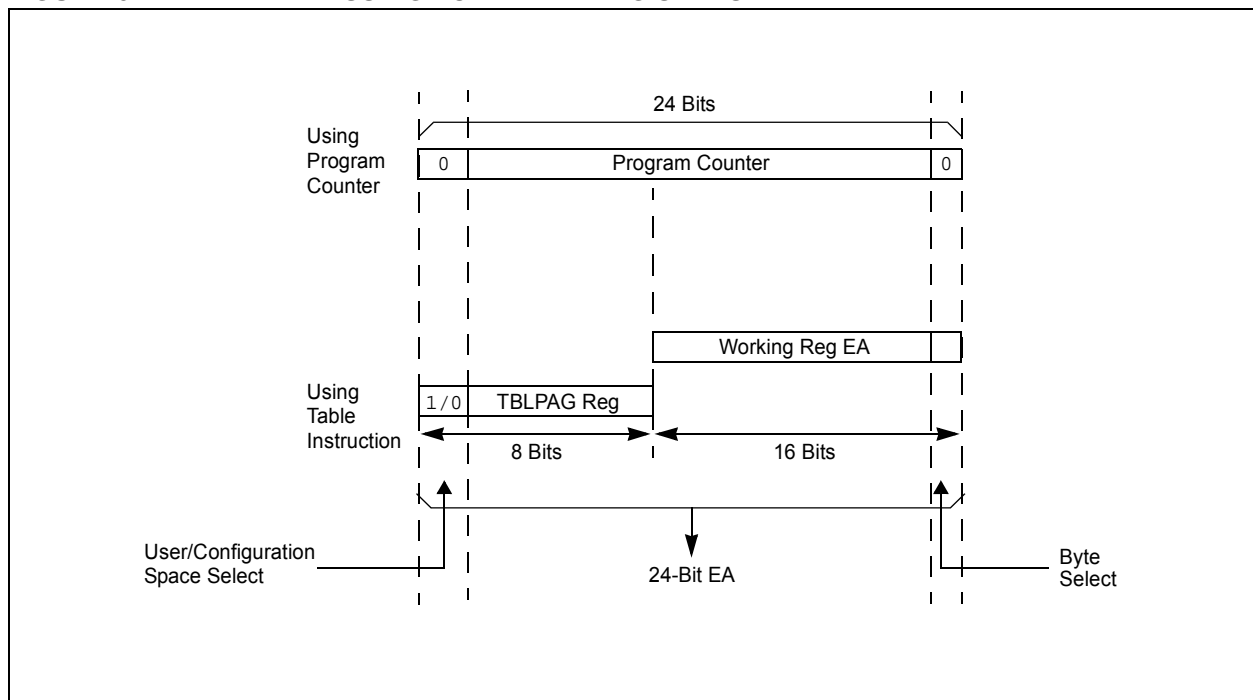 24 Bits
Using
Program
Counter
0
Program Counter
0
Working Reg EA
Using
Table
Instruction
1/0
TBLPAG Reg
8 Bits
16 Bits
User/Configuration
Space Select
24-Bit EA
Byte
Select